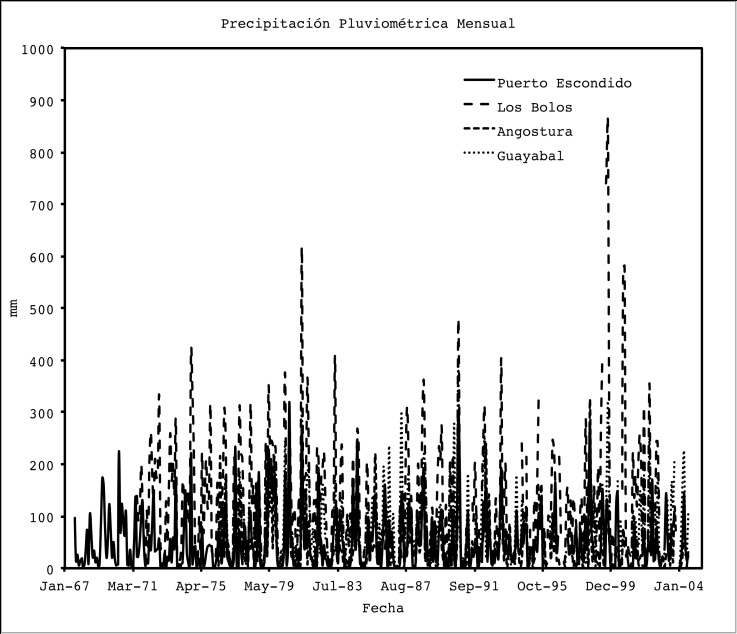 Precipitación Pluviométrica Mensual
1000
900
800
700
600
500
400
300
200
100
0
mm
Puerto Escondido
Los Bolos
Angostura
Guayabal
Jan-67 Mar-71 Apr-75 May-79 Jul-83 Aug-87 Sep-91 Oct-95 Dec-99 Jan-04
Fecha